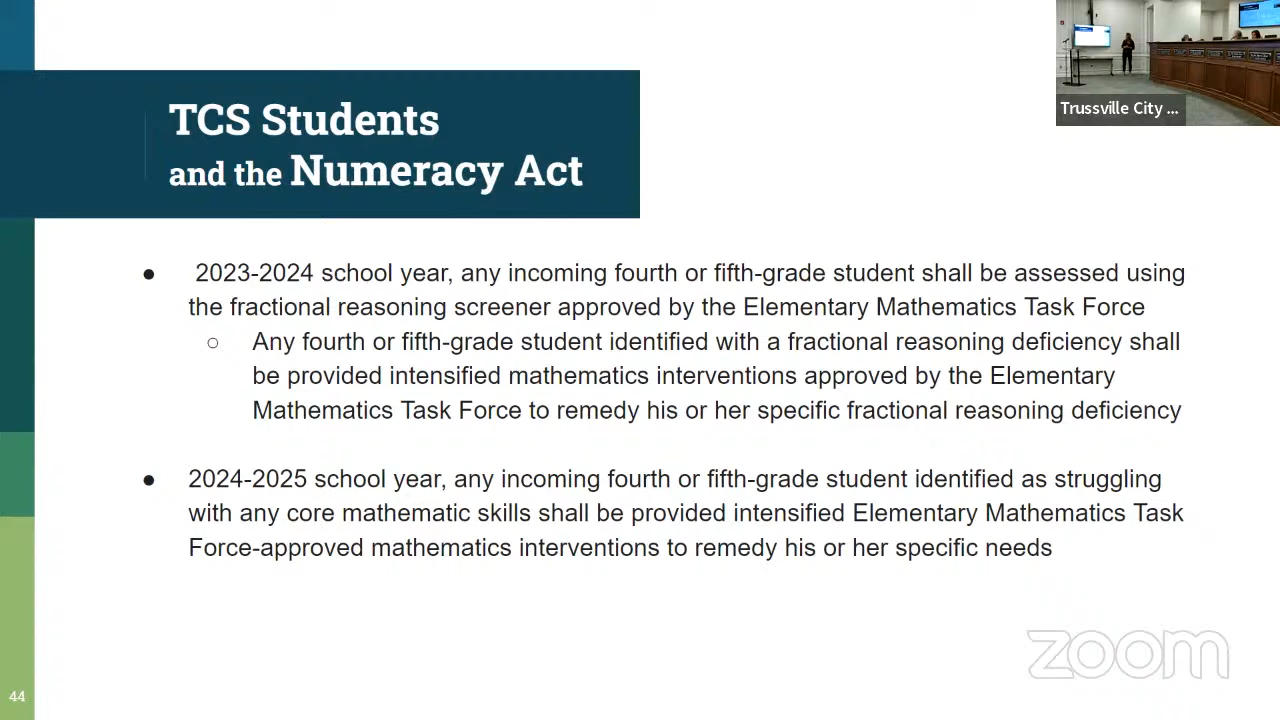 TCS Students
and the Numeracy Act
● 2023-2024 school year, any incoming fourth or fifth-grade student shall be assessed using
the fractional reasoning screener approved by the Elementary Mathematics Task Force
○ Any fourth or fifth-grade student identified with a fractional reasoning deficiency shall
be provided intensified mathematics interventions approved by the Elementary
Mathematics Task Force to remedy his or her specific fractional reasoning deficiency
● 2024-2025 school year, any incoming fourth or fifth-grade student identified as struggling
with any core mathematic skills shall be provided intensified Elementary Mathematics Task
Force-approved mathematics interventions to remedy his or her specific needs
44
Trussville City ...
zoom